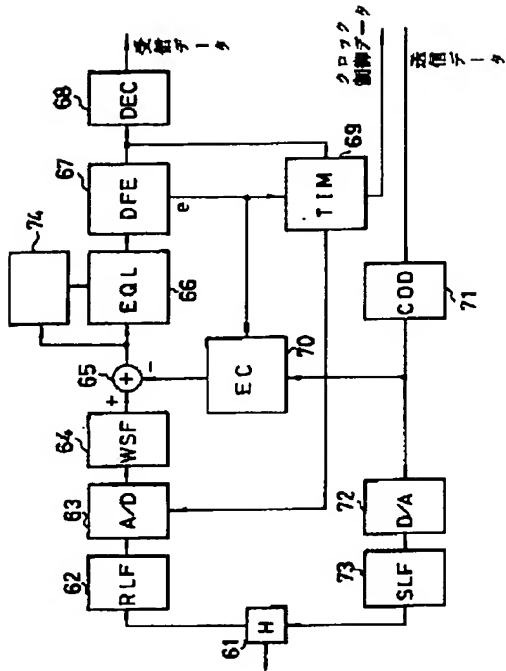 74
67
68
DFE
DEC
受信データ
EQL
66
e
65
+
−
64
WSF
63
A/D
62
RLF
61
H
EC
70
TIM
69
クロック
制御データ
COD
71
送信データ
72
D/A
73
SLF